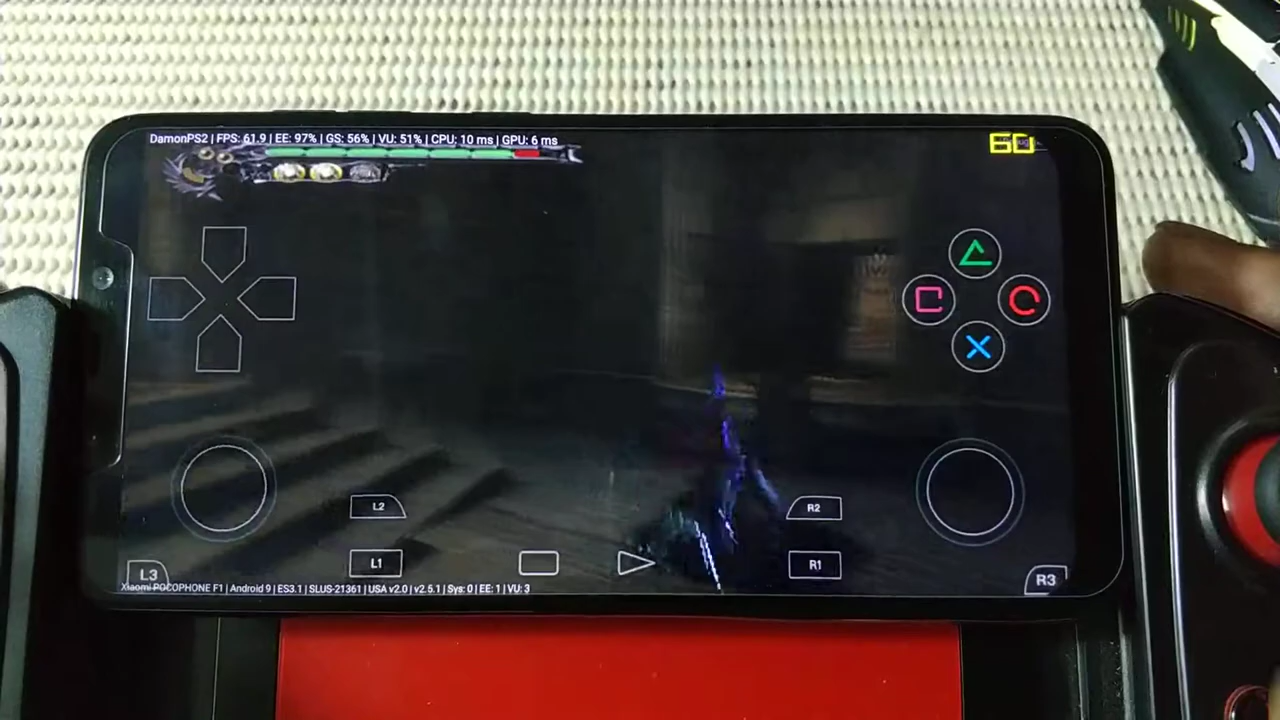 DamonPS2 | FPS: 61.9 | EE: 97% | GS: 56% | VU: 51% | CPU: 10 ms | GPU: 6 ms
60
L2
R2
L1
R1
L3
R3
Xiaomi POCOPHONE F1 | Android 9 | ES3.1 | SLUS-21361 | USA v2.0 | v2.5.1 | Sys: 0 | EE: 1 | VU: 3